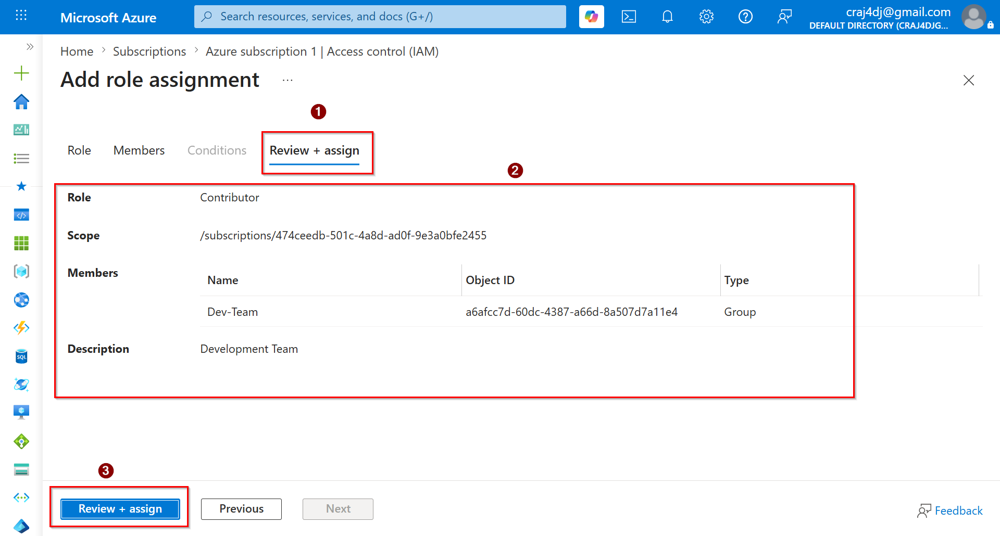 Microsoft Azure
Search resources, services, and docs (G+/)
craj4dj@gmail.com
DEFAULT DIRECTORY (CRAJ4DJG...
Home > Subscriptions > Azure subscription 1 | Access control (IAM)
Add role assignment ...
1
Role Members Conditions Review + assign
2
Role Contributor
Scope /subscriptions/474ceedb-501c-4a8d-ad0f-9e3a0bfe2455
Members
Name Object ID Type
Dev-Team a6afcc7d-60dc-4387-a66d-8a507d7a11e4 Group
Description Development Team
SQL
3
Review + assign Previous Next
Feedback